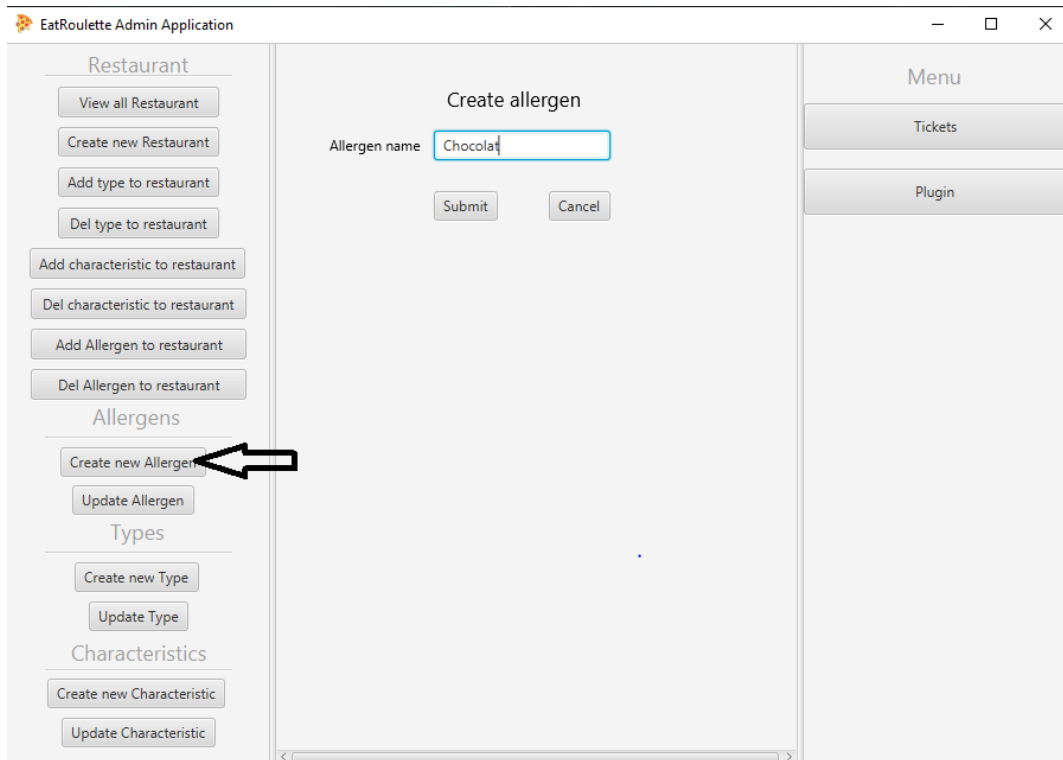 EatRoulette Admin Application
Restaurant
View all Restaurant
Create new Restaurant
Add type to restaurant
Del type to restaurant
Add characteristic to restaurant
Del characteristic to restaurant
Add Allergen to restaurant
Del Allergen to restaurant
Allergens
Create new Allergen
Update Allergen
Types
Create new Type
Update Type
Characteristics
Create new Characteristic
Update Characteristic
Create allergen
Allergen name Chocolat
Submit Cancel
Menu
Tickets
Plugin